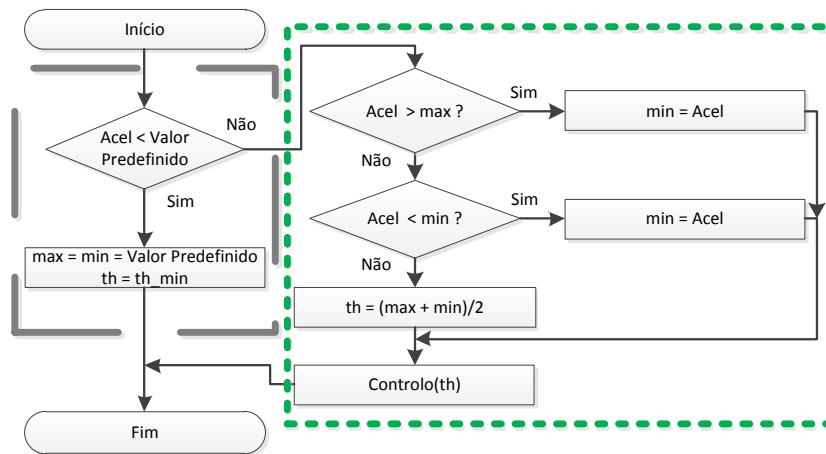 Início
Acel < Valor
Predefinido
Não
Sim
max = min = Valor Predefinido
th = th_min
Fim
Acel > max ?
Sim
min = Acel
Não
Acel < min ?
Sim
min = Acel
Não
th = (max + min)/2
Controlo(th)